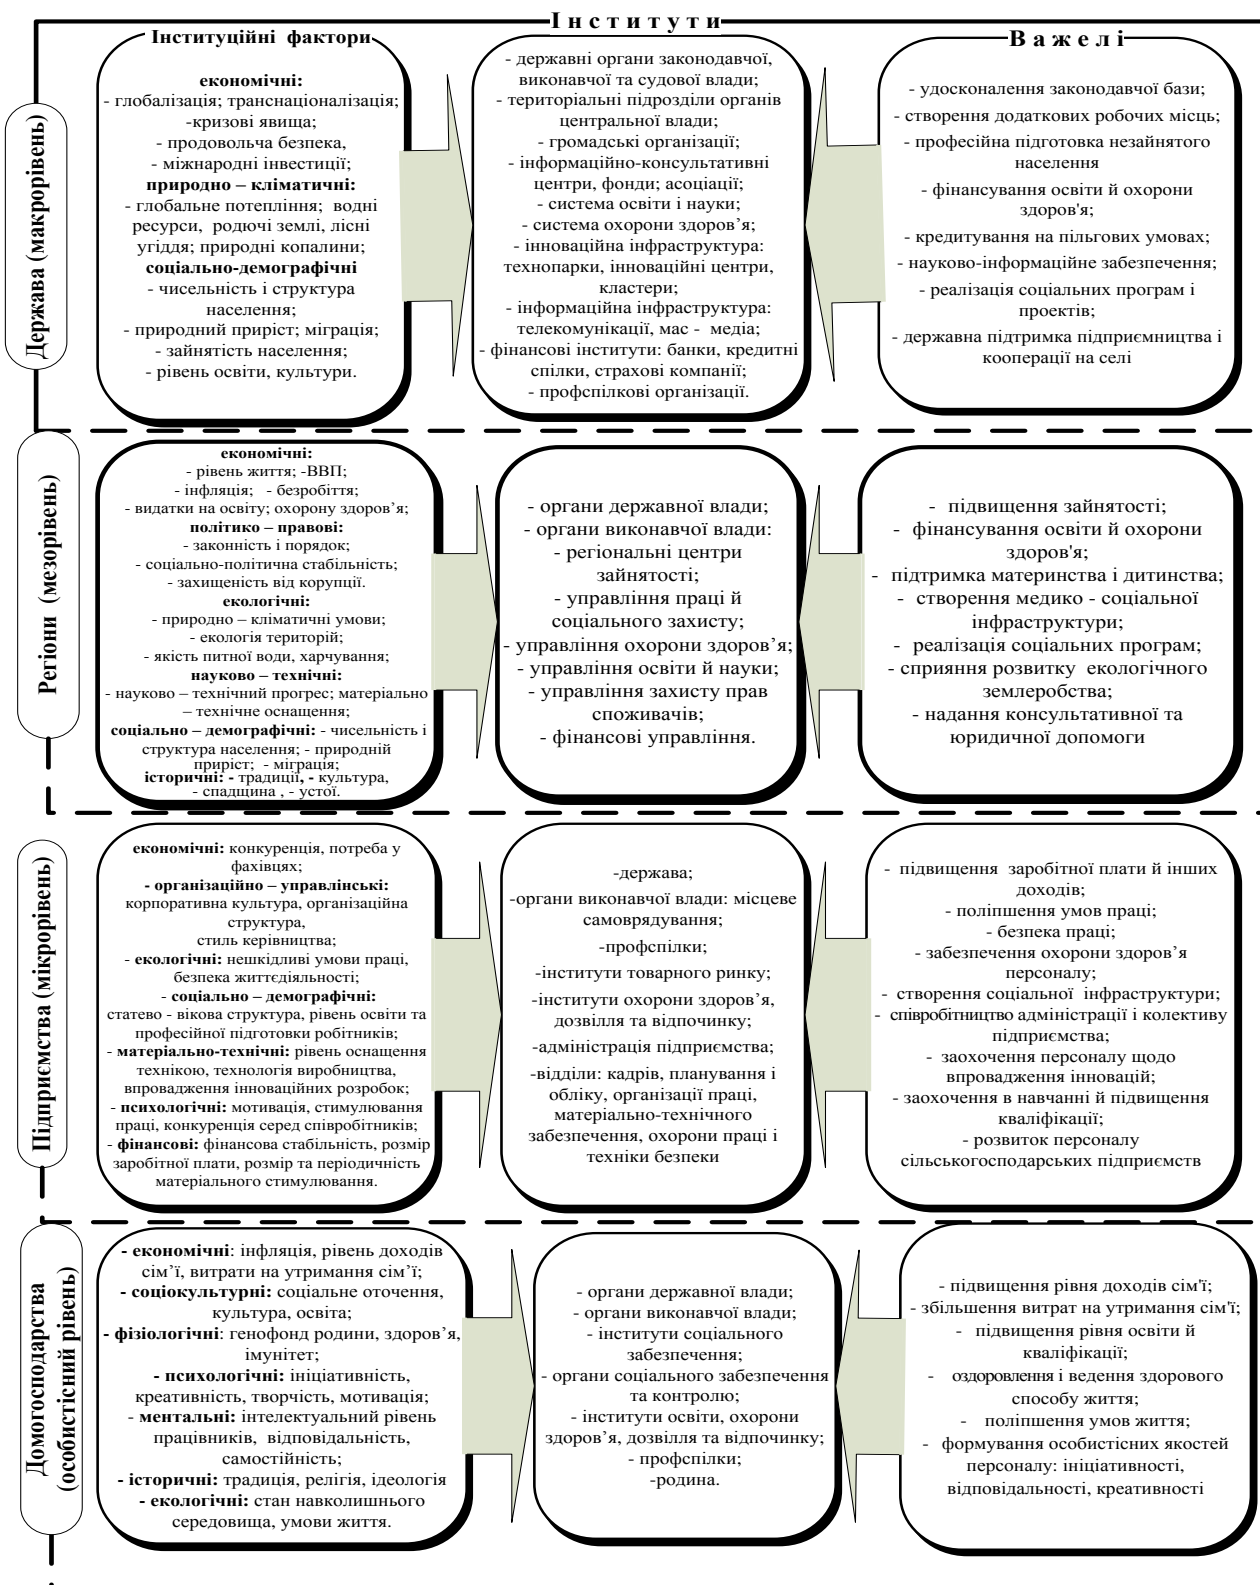 Інститути
Інституційні фактори
Важелі
Держава (макрорівень)
економічні:
- глобалізація; транснаціоналізація;
-кризові явища;
- продовольча безпека,
- міжнародні інвестиції;
природно – кліматичні:
- глобальне потепління; водні
ресурси, родючі землі, лісні
угіддя; природні копалини;
соціально-демографічні
- чисельність і структура
населення;
- природний приріст; міграція;
- зайнятість населення;
- рівень освіти, культури.
- державні органи законодавчої,
виконавчої та судової влади;
- територіальні підрозділи органів
центральної влади;
- громадські організації;
- інформаційно-консультативні
центри, фонди; асоціації;
- система освіти і науки;
- система охорони здоров’я;
- інноваційна інфраструктура:
технопарки, інноваційні центри,
кластери;
- інформаційна інфраструктура:
телекомунікації, мас - медіа;
- фінансові інститути: банки, кредитні
спілки, страхові компанії;
- профспілкові організації.
- удосконалення законодавчої бази;
- створення додаткових робочих місць;
- професійна підготовка незайнятого
населення
- фінансування освіти й охорони
здоров'я;
- кредитування на пільгових умовах;
- науково-інформаційне забезпечення;
- реалізація соціальних програм і
проектів;
- державна підтримка підприємництва і
кооперації на селі
Регіони (мезорівень)
економічні:
- рівень життя; -ВВП;
- інфляція; - безробіття;
- видатки на освіту; охорону здоров’я;
політико – правові:
- законність і порядок;
- соціально-політична стабільність;
- захищеність від корупції.
екологічні:
- природно – кліматичні умови;
- екологія територій;
- якість питної води, харчування;
науково – технічні:
- науково – технічний прогрес; матеріально
– технічне оснащення;
соціально – демографічні: - чисельність і
структура населення; - природній
приріст; - міграція;
історичні: - традиції, - культура,
- спадщина , - устої.
- органи державної влади;
- органи виконавчої влади:
- регіональні центри
зайнятості;
- управління праці й
соціального захисту;
- управління охорони здоров’я;
- управління освіти й науки;
- управління захисту прав
споживачів;
- фінансові управління.
- підвищення зайнятості;
- фінансування освіти й охорони
здоров'я;
- підтримка материнства і дитинства;
- створення медико - соціальної
інфраструктури;
- реалізація соціальних програм;
- сприяння розвитку екологічного
землеробства;
- надання консультативної та
юридичної допомоги
Підприємства (мікрорівень)
економічні: конкуренція, потреба у
фахівцях;
- організаційно – управлінські:
корпоративна культура, організаційна
структура,
стиль керівництва;
- екологічні: нешкідливі умови праці,
безпека життєдіяльності;
- соціально – демографічні:
статево - вікова структура, рівень освіти та
професійної підготовки робітників;
- матеріально-технічні: рівень оснащення
технікою, технологія виробництва,
впровадження інноваційних розробок;
- психологічні: мотивація, стимулювання
праці, конкуренція серед співробітників;
- фінансові: фінансова стабільність, розмір
заробітної плати, розмір та періодичність
матеріального стимулювання.
-держава;
-органи виконавчої влади: місцеве
самоврядування;
-профспілки;
-інститути товарного ринку;
-інститути охорони здоров’я,
дозвілля та відпочинку;
-адміністрація підприємства;
-відділи: кадрів, планування і
обліку, організації праці,
матеріально-технічного
забезпечення, охорони праці і
техніки безпеки
- підвищення заробітної плати й інших
доходів;
- поліпшення умов праці;
- безпека праці;
- забезпечення охорони здоров’я
персоналу;
- створення соціальної інфраструктури;
- співробітництво адміністрації і колективу
підприємства;
- заохочення персоналу щодо
впровадження інновацій;
- заохочення в навчанні й підвищення
кваліфікації;
- розвиток персоналу
сільськогосподарських підприємств
Домогосподарства
(особистісний рівень)
- економічні: інфляція, рівень доходів
сім’ї, витрати на утримання сім’ї;
- соціокультурні: соціальне оточення,
культура, освіта;
- фізіологічні: генофонд родини, здоров’я,
імунітет;
- психологічні: ініціативність,
креативність, творчість, мотивація;
- ментальні: інтелектуальний рівень
працівників, відповідальність,
самостійність;
- історичні: традиція, релігія, ідеологія
- екологічні: стан навколишнього
середовища, умови життя.
- органи державної влади;
- органи виконавчої влади;
- інститути соціального
забезпечення;
- органи соціального забезпечення
та контролю;
- інститути освіти, охорони
здоров’я, дозвілля та відпочинку;
- профспілки;
-родина.
- підвищення рівня доходів сім'ї;
- збільшення витрат на утримання сім'ї;
- підвищення рівня освіти й
кваліфікації;
- оздоровлення і ведення здорового
способу життя;
- поліпшення умов життя;
- формування особистісних якостей
персоналу: ініціативності,
відповідальності, креативності